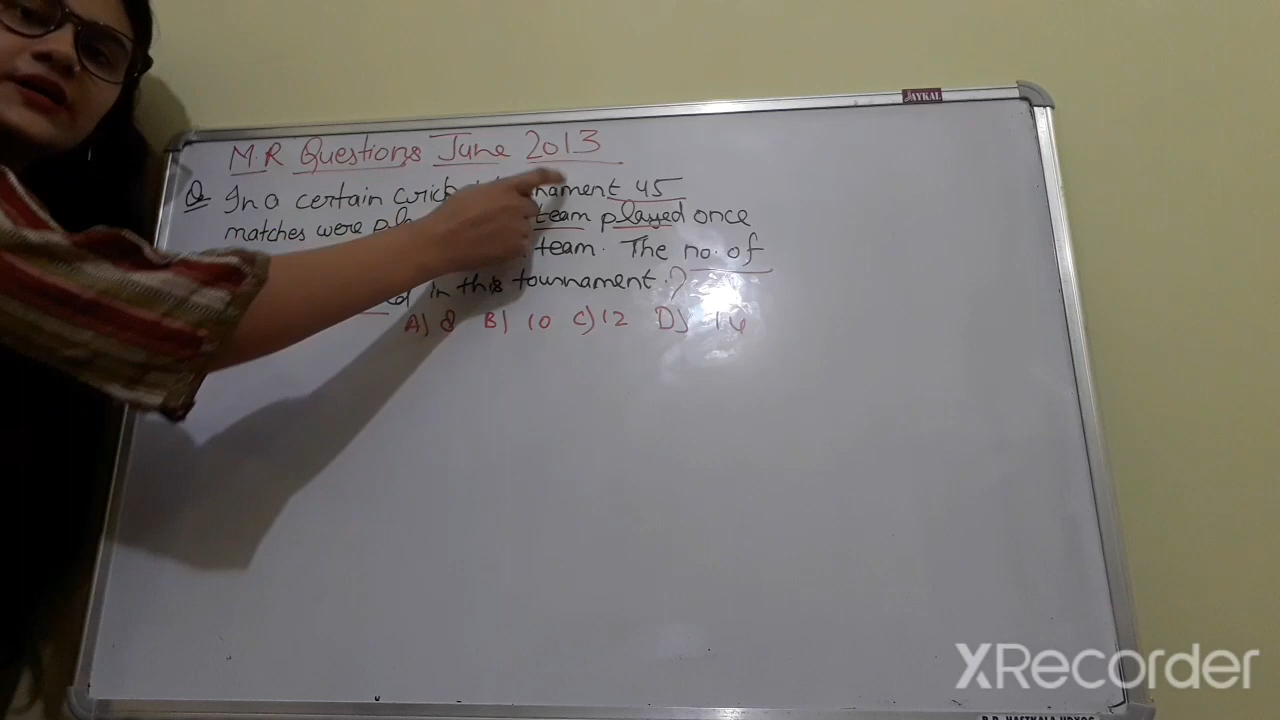 JAYKAL
M.R Questions June 2013
Q In a certain nament 45
matches were team played once
team. The no. of
in this tournament.?
A) 8 B) 10 C) 12 D) 14
XRecorder